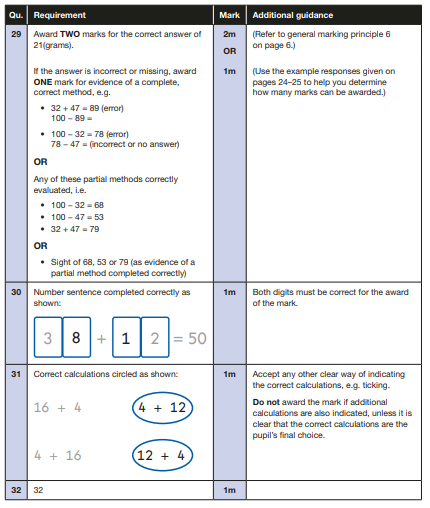 Qu. Requirement Mark Additional guidance
29 Award TWO marks for the correct answer of 2m (Refer to general marking principle 6
21(grams). on page 6.)
OR
If the answer is incorrect or missing, award 1m (Use the example responses given on
ONE mark for evidence of a complete, pages 24–25 to help you determine
correct method, e.g. how many marks can be awarded.)
• 32 + 47 = 89 (error)
100 – 89 =
• 100 – 32 = 78 (error)
78 – 47 = (incorrect or no answer)
OR
Any of these partial methods correctly
evaluated, i.e.
• 100 – 32 = 68
• 100 – 47 = 53
• 32 + 47 = 79
OR
• Sight of 68, 53 or 79 (as evidence of a
partial method completed correctly)
30 Number sentence completed correctly as 1m Both digits must be correct for the award
shown: of the mark.
3 8 + 1 2 = 50
31 Correct calculations circled as shown: 1m Accept any other clear way of indicating
the correct calculations, e.g. ticking.
16 + 4 4 + 12 Do not award the mark if additional
calculations are also indicated, unless it is
clear that the correct calculations are the
pupil's final choice.
4 + 16 12 + 4
32 32 1m